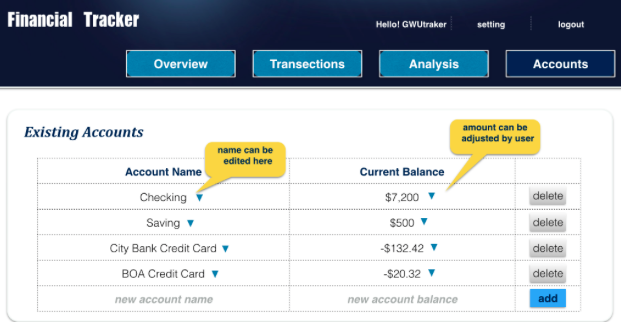 Financial Tracker
Hello! GWUtraker setting logout
Overview Transections Analysis Accounts
Existing Accounts
name can be
edited here
amount can be
adjusted by user
Account Name Current Balance
Checking $7,200 delete
Saving $500 delete
City Bank Credit Card -$132.42 delete
BOA Credit Card -$20.32 delete
new account name new account balance add